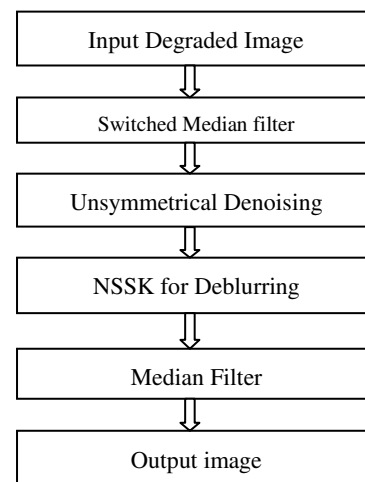 Input Degraded Image
Switched Median filter
Unsymmetrical Denoising
NSSK for Deblurring
Median Filter
Output image